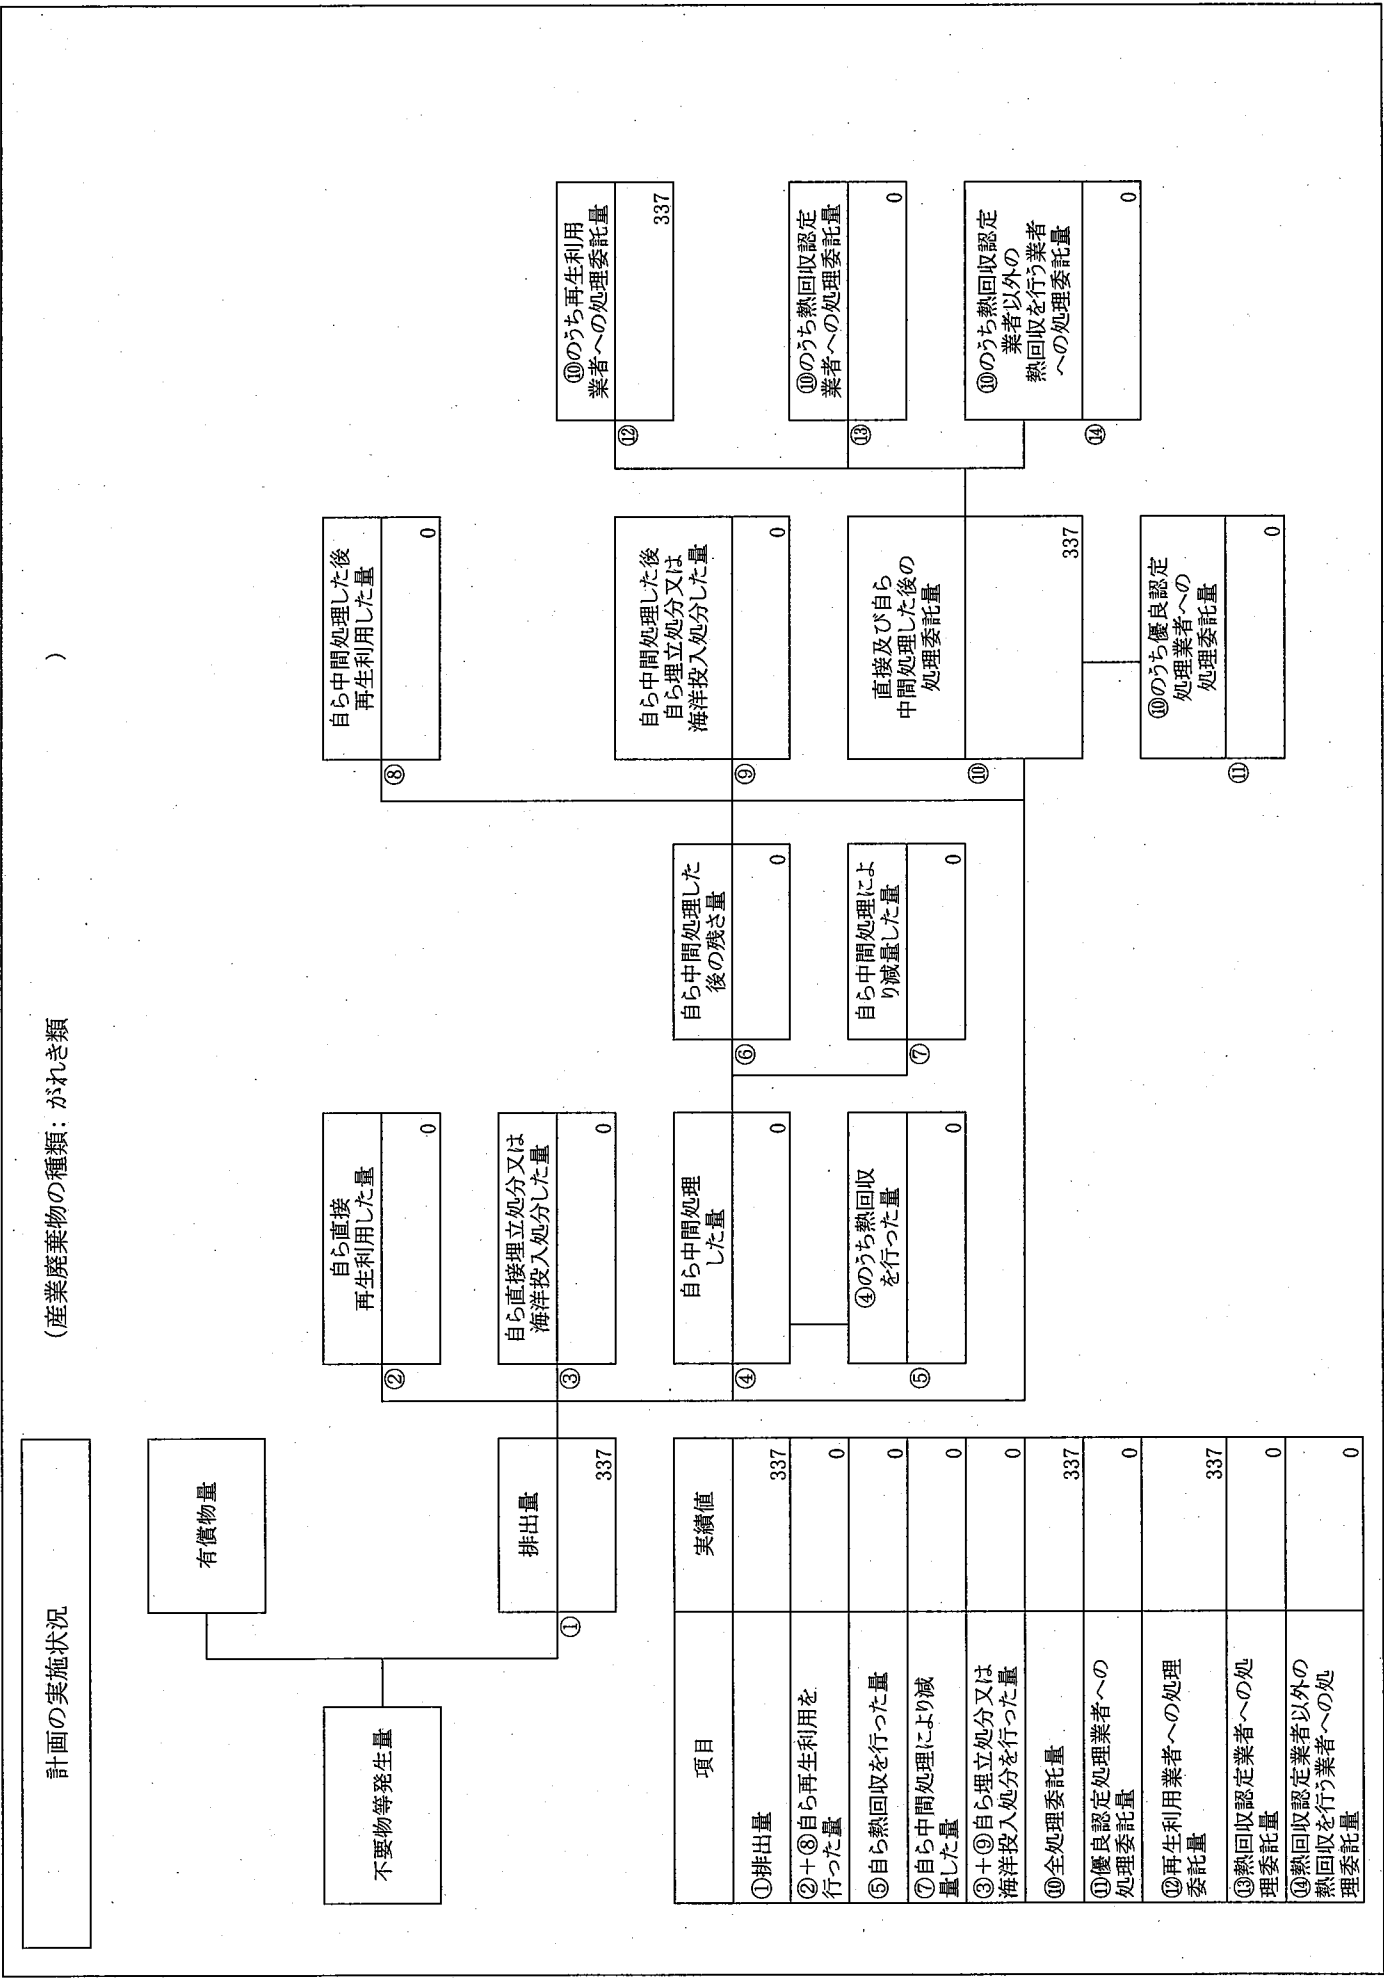 計画の実施状況
(産業廃棄物の種類：がれき類
)
不要物等発生量
有償物量
①
排出量
337
②
自ら直接
再生利用した量
0
③
自ら直接埋立処分又は
海洋投入処分した量
0
④
自ら中間処理
した量
0
⑤
④のうち熱回収
を行った量
0
⑥
自ら中間処理した
後の残さ量
0
⑦
自ら中間処理によ
り減量した量
0
⑧
自ら中間処理した後
再生利用した量
0
⑨
自ら中間処理した後
自ら埋立処分又は
海洋投入処分した量
0
⑩
直接及び自ら
中間処理した後の
処理委託量
337
⑪
⑩のうち優良認定
処理業者への
処理委託量
0
⑫
⑩のうち再生利用
業者への処理委託量
337
⑬
⑩のうち熱回収認定
業者への処理委託量
0
⑭
⑩のうち熱回収認定
業者以外の
熱回収を行う業者
への処理委託量
0
項目 実績値
①排出量 337
②＋⑧自ら再生利用を
行った量 0
⑤自ら熱回収を行った量 0
⑦自ら中間処理により減
量した量 0
③＋⑨自ら埋立処分又は
海洋投入処分を行った量 0
⑩全処理委託量 337
⑪優良認定処理業者への
処理委託量 0
⑫再生利用業者への処理
委託量 337
⑬熱回収認定業者への処
理委託量 0
⑭熱回収認定業者以外の
熱回収を行う業者への処
理委託量 0